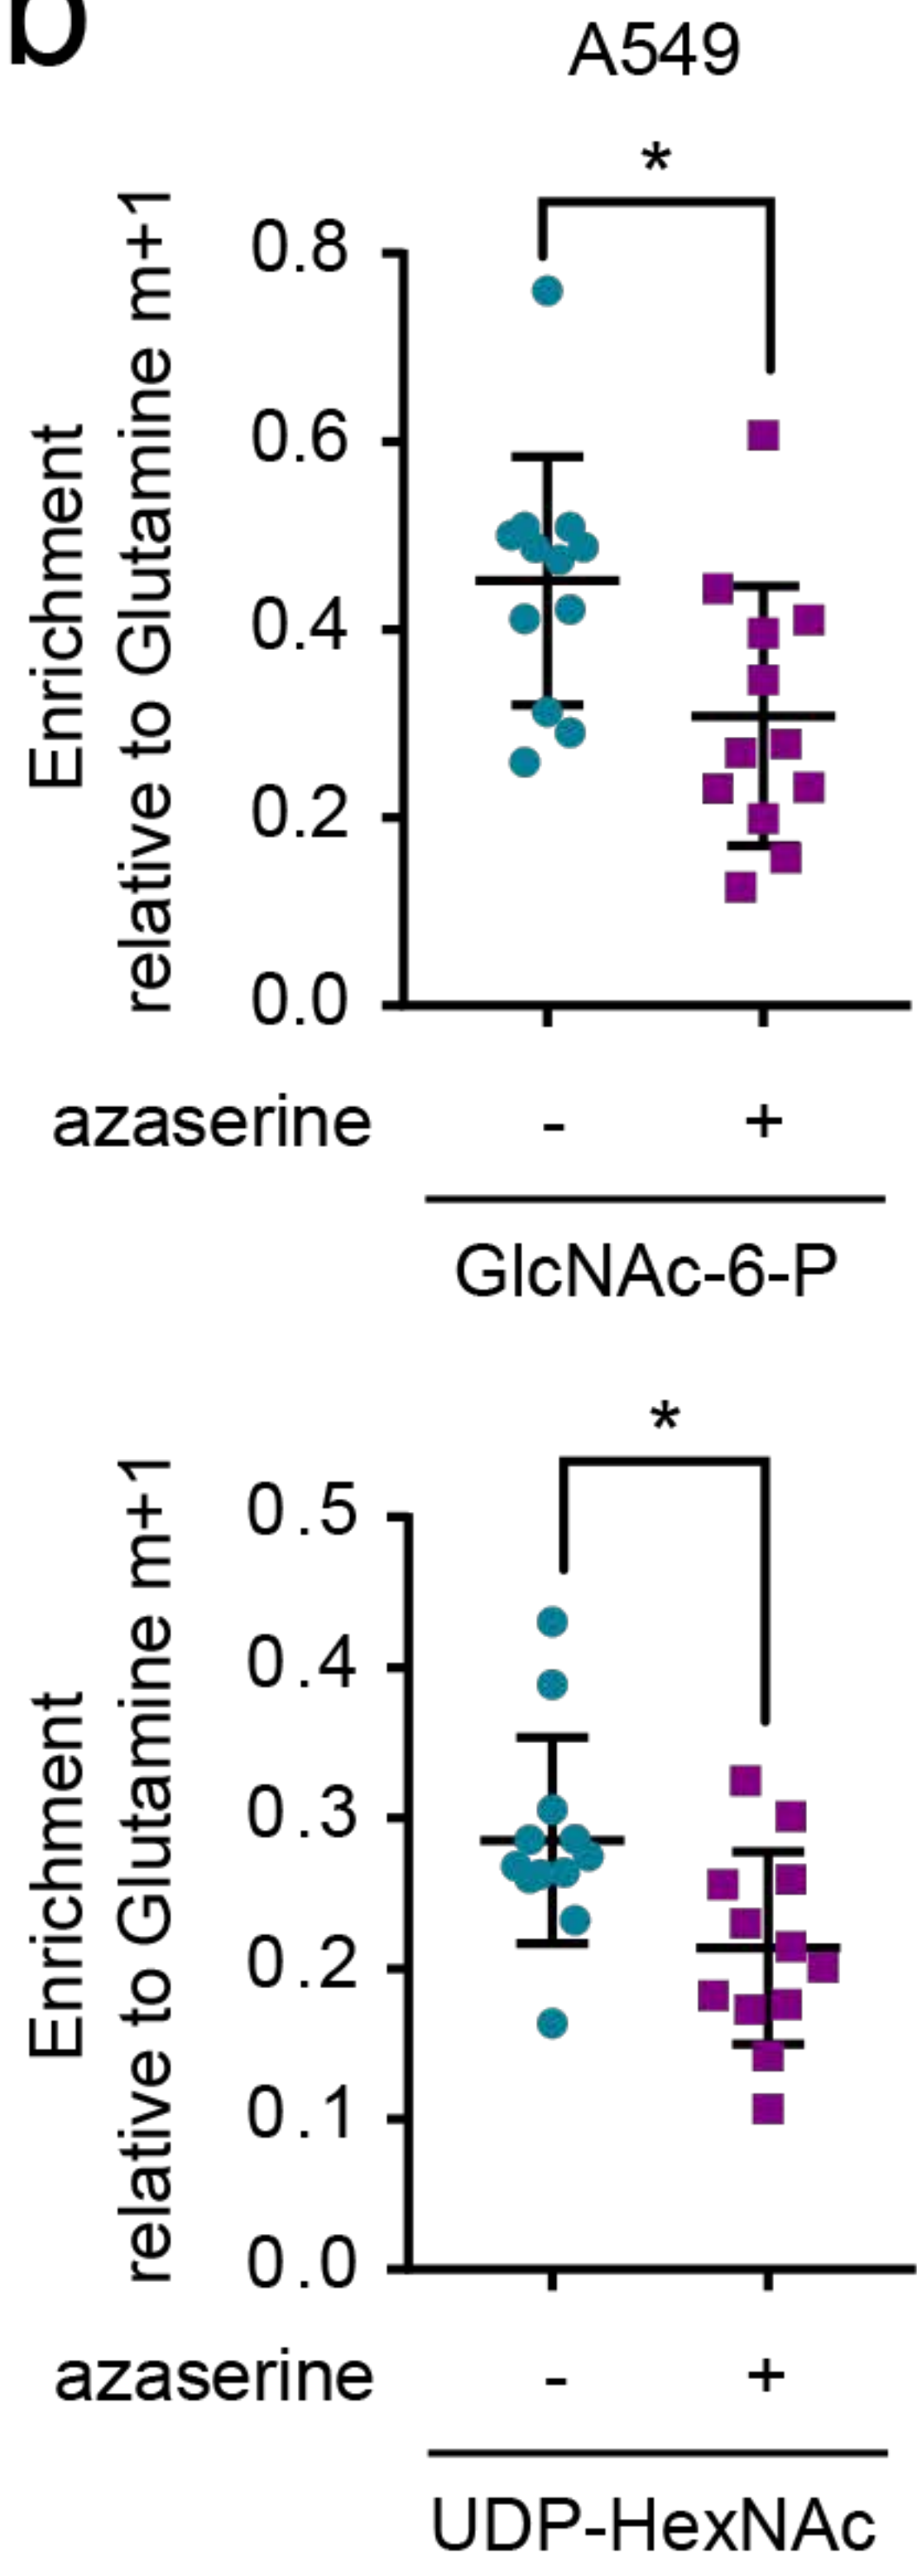 b
A549
*
Enrichment
relative to Glutamine m+1
0.8
0.6
0.4
0.2
0.0
azaserine - +
GlcNAc-6-P
*
Enrichment
relative to Glutamine m+1
0.5
0.4
0.3
0.2
0.1
0.0
azaserine - +
UDP-HexNAc